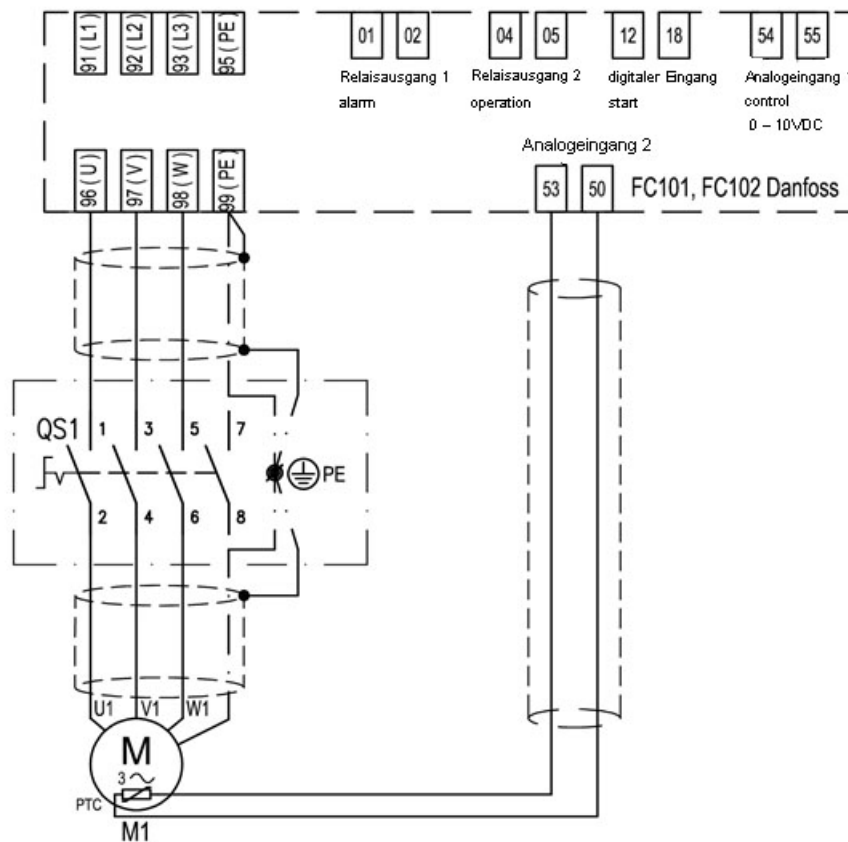 91 ( L1 )
92 ( L2 )
93 ( L3 )
95 ( PE )
01
02
04
05
12
18
54
55
Relaisausgang 1
alarm
Relaisausgang 2
operation
digitaler Eingang
start
Analogeingang
control
0 – 10VDC
Analogeingang 2
96 ( U )
97 ( V )
98 ( W )
99 ( PE )
53
50
FC101, FC102 Danfoss
QS1
1
3
5
7
PE
2
4
6
8
U1
V1
W1
M
3
PTC
M1